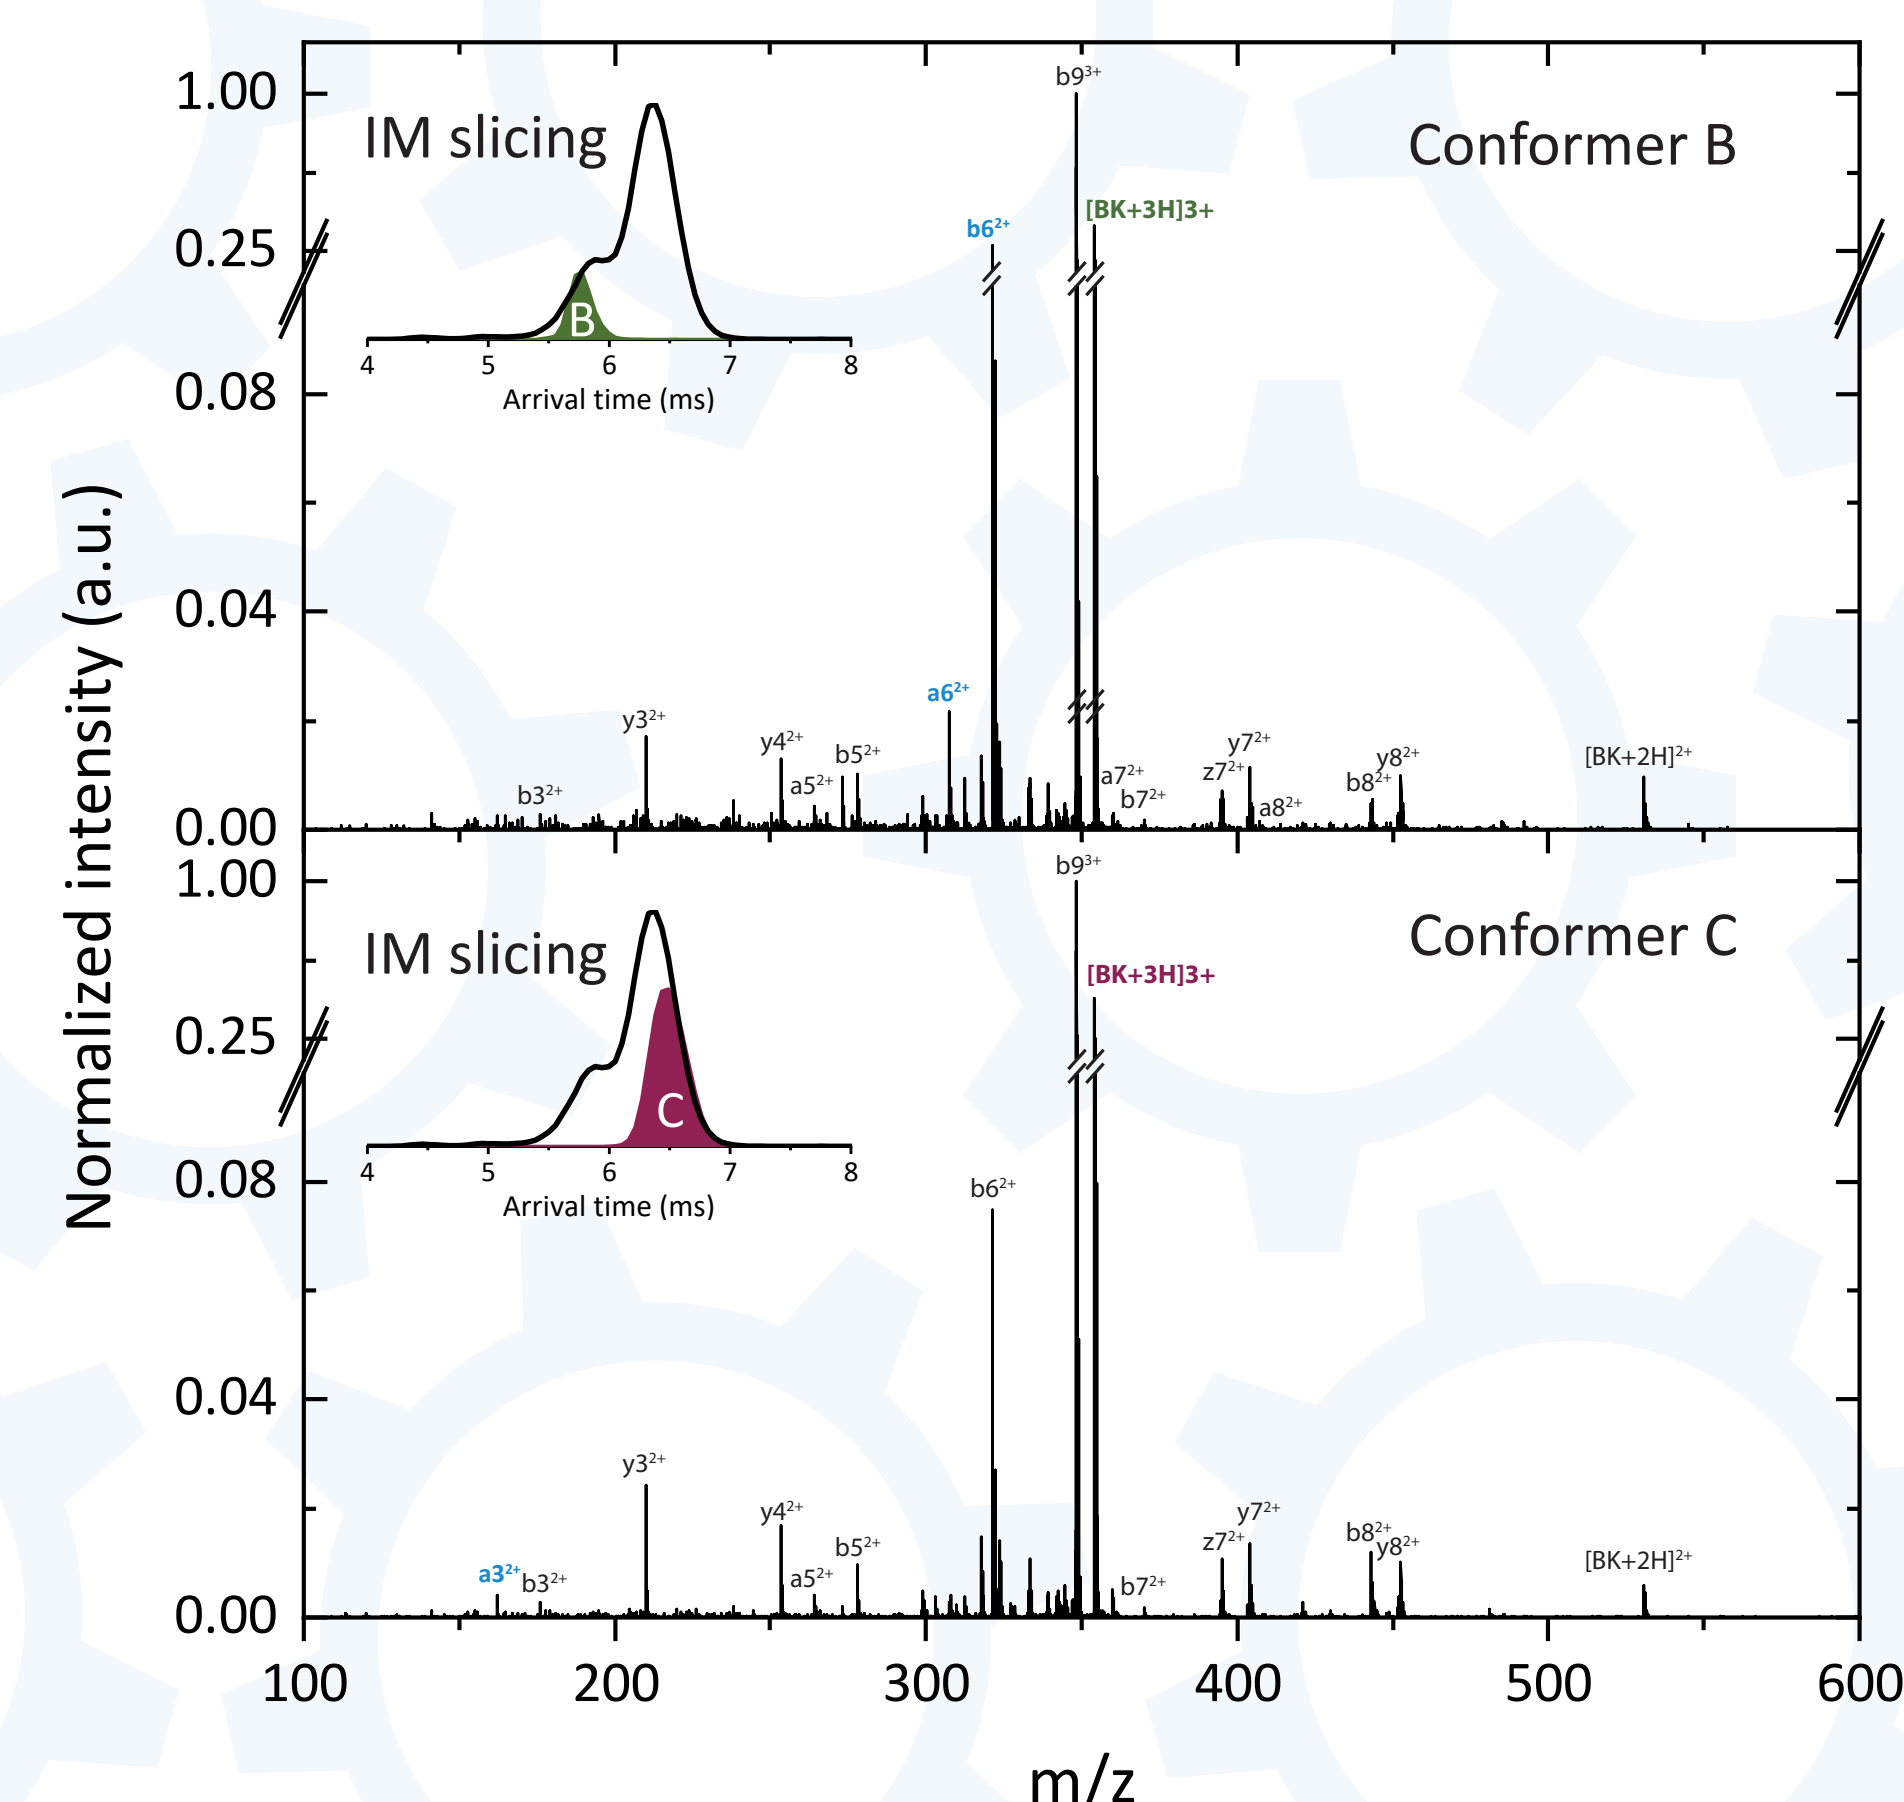 Normalized intensity (a.u.)
1.00
0.25
0.08
0.04
0.00
IM slicing
B
4 5 6 7 8
Arrival time (ms)
Conformer B
b9³⁺
[BK+3H]3+
b6²⁺
a6²⁺
y3²⁺
y4²⁺
b5²⁺
a5²⁺
b3²⁺
a7²⁺
b7²⁺
y7²⁺
z7²⁺
a8²⁺
y8²⁺
b8²⁺
[BK+2H]²⁺
1.00
0.25
0.08
0.04
0.00
IM slicing
C
4 5 6 7 8
Arrival time (ms)
Conformer C
b9³⁺
[BK+3H]3+
b6²⁺
y3²⁺
y4²⁺
b5²⁺
a5²⁺
a3²⁺
b3²⁺
b7²⁺
y7²⁺
z7²⁺
b8²⁺
y8²⁺
[BK+2H]²⁺
100 200 300 400 500 600
m/z